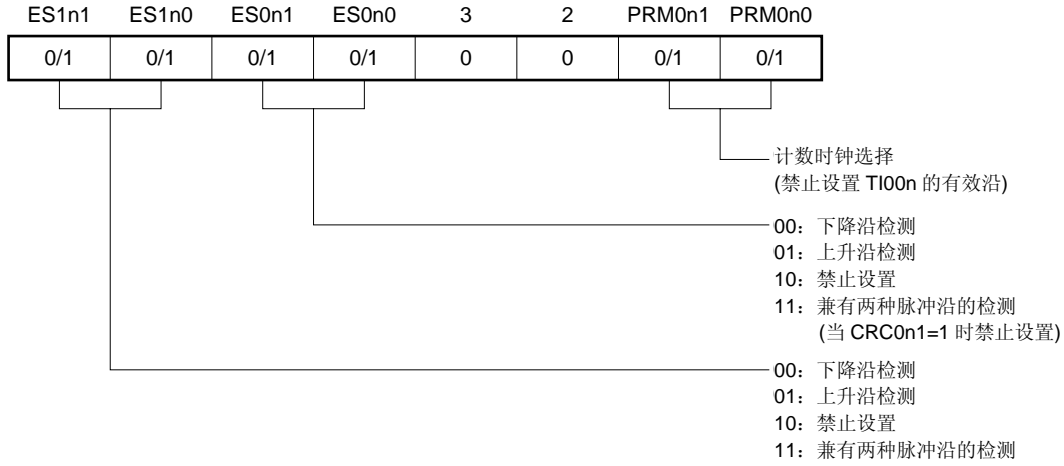 ES1n1 ES1n0 ES0n1 ES0n0 3 2 PRM0n1 PRM0n0
0/1 0/1 0/1 0/1 0 0 0/1 0/1
计数时钟选择
(禁止设置 TI00n 的有效沿)
00：下降沿检测
01：上升沿检测
10：禁止设置
11：兼有两种脉冲沿的检测
(当 CRC0n1=1 时禁止设置)
00：下降沿检测
01：上升沿检测
10：禁止设置
11：兼有两种脉冲沿的检测